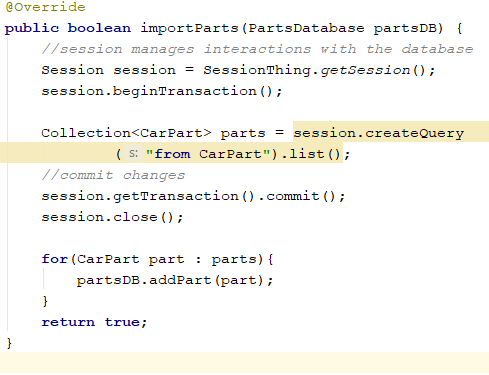 @Override
public boolean importParts(PartsDatabase partsDB) {
//session manages interactions with the database
Session session = SessionThing.getSession();
session.beginTransaction();
Collection<CarPart> parts = session.createQuery
( s: "from CarPart").list();
//commit changes
session.getTransaction().commit();
session.close();
for(CarPart part : parts){
partsDB.addPart(part);
}
return true;
}